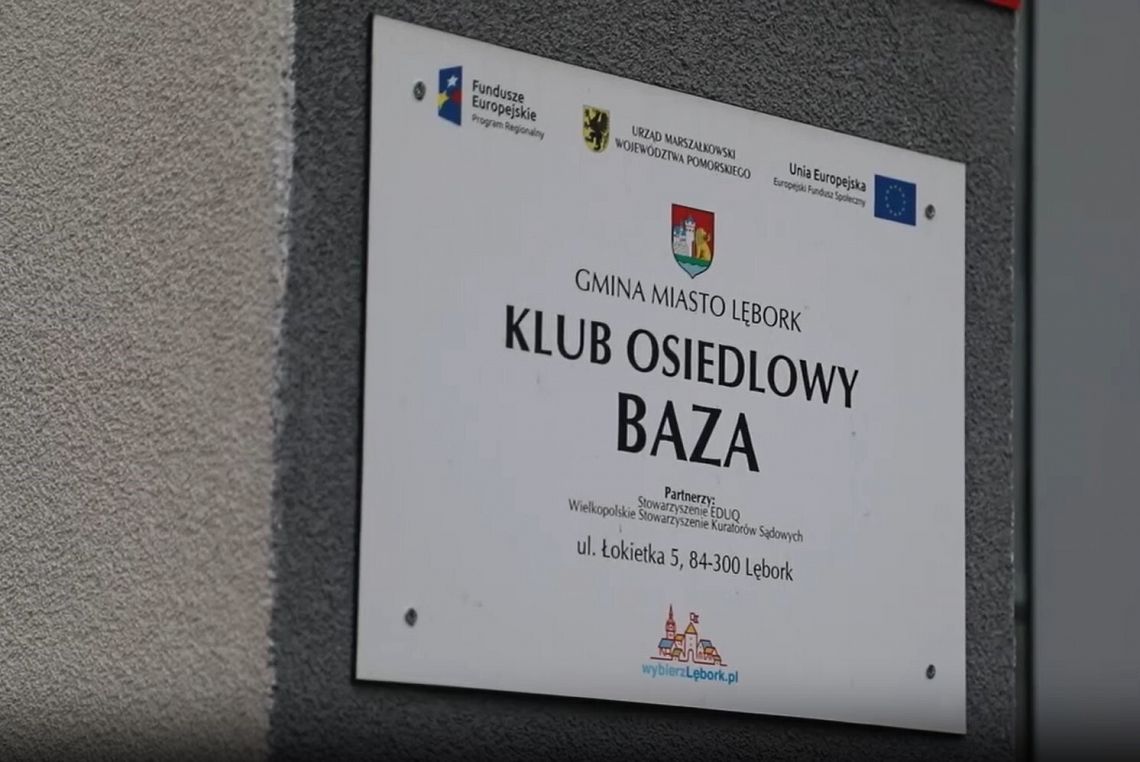 Fundusze
Europejskie
Program Regionalny
URZĄD MARSZAŁKOWSKI
WOJEWÓDZTWA POMORSKIEGO
Unia Europejska
Europejski Fundusz Społeczny
GMINA MIASTO LĘBORK
KLUB OSIEDLOWY
BAZA
Partnerzy:
Stowarzyszenie EDUQ
Wielkopolskie Stowarzyszenie Kuratorów Sądowych
ul. Łokietka 5, 84-300 Lębork
wybierzLębork.pl